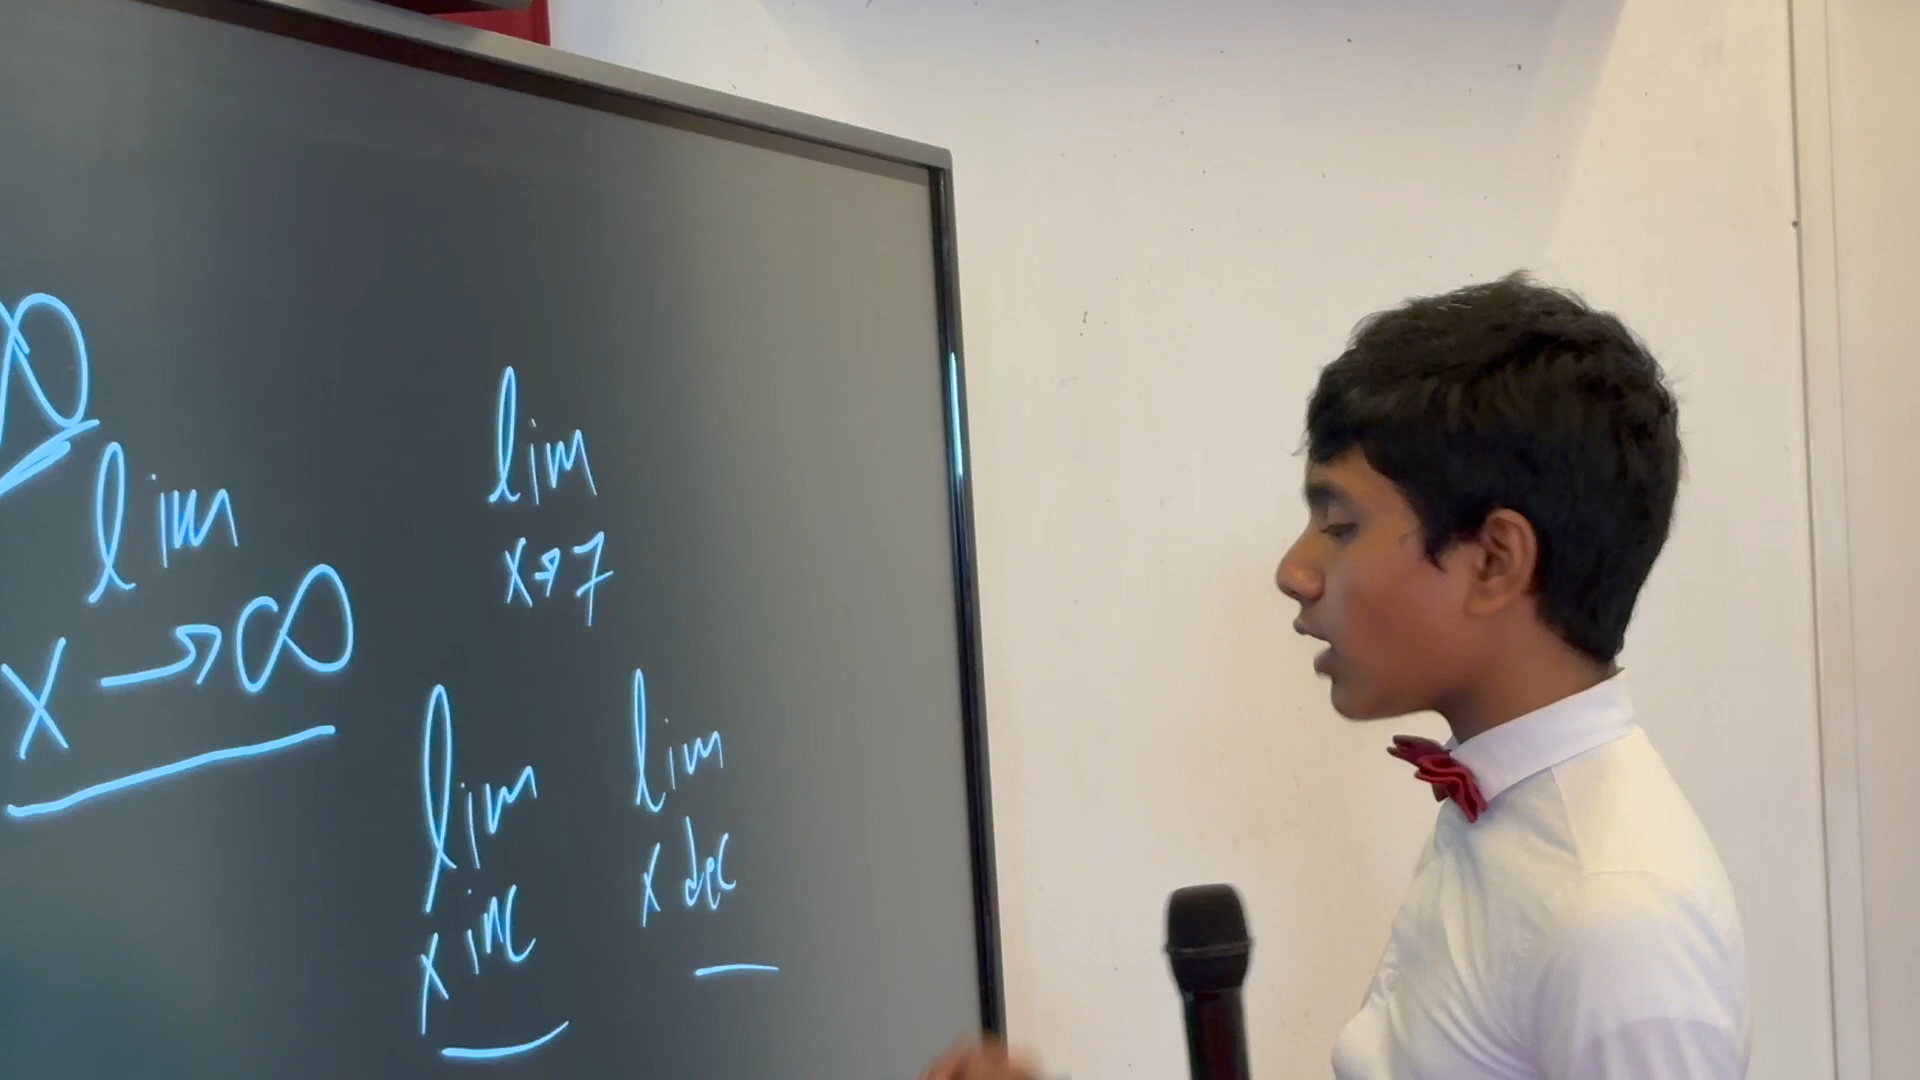 ∞
lim
x → ∞
lim
x → 7
lim
x inc
lim
x dec